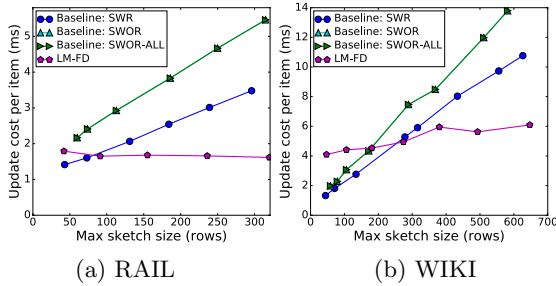 Baseline: SWR
Baseline: SWOR
Baseline: SWOR-ALL
LM-FD
Update cost per item (ms)
5
4
3
2
1
0
0 50 100 150 200 250 300
Max sketch size (rows)
(a) RAIL
Baseline: SWR
Baseline: SWOR
Baseline: SWOR-ALL
LM-FD
Update cost per item (ms)
14
12
10
8
6
4
2
0
0 100 200 300 400 500 600 700
Max sketch size (rows)
(b) WIKI